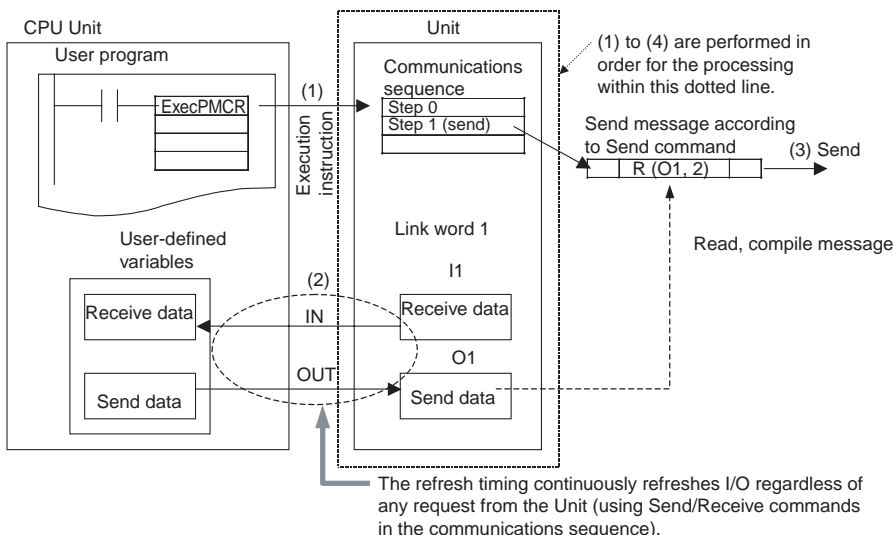 CPU Unit
User program
ExecPMCR
(1)
Execution
instruction
Unit
Communications
sequence
Step 0
Step 1 (send)
(1) to (4) are performed in
order for the processing
within this dotted line.
Send message according
to Send command
R (O1, 2)
(3) Send
Read, compile message
User-defined
variables
Receive data
Send data
(2)
IN
OUT
Link word 1
I1
Receive data
O1
Send data
The refresh timing continuously refreshes I/O regardless of
any request from the Unit (using Send/Receive commands
in the communications sequence).